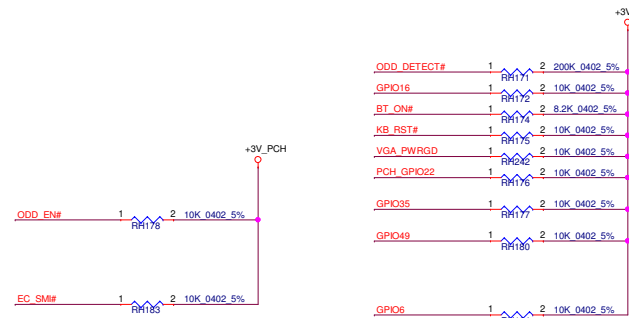 +3V
ODD_DETECT# 1 2 200K_0402_5%
RH171
GPIO16 1 2 10K_0402_5%
RH172
BT_ON# 1 2 8.2K_0402_5%
RH174
KB_RST# 1 2 10K_0402_5%
RH175
VGA_PWRGD 1 2 10K_0402_5%
RH242
PCH_GPIO22 1 2 10K_0402_5%
RH176
GPIO35 1 2 10K_0402_5%
RH177
GPIO49 1 2 10K_0402_5%
RH180
GPIO6 1 2 10K_0402_5%
+3V_PCH
ODD_EN# 1 2 10K_0402_5%
RH178
EC_SMI# 1 2 10K_0402_5%
RH183